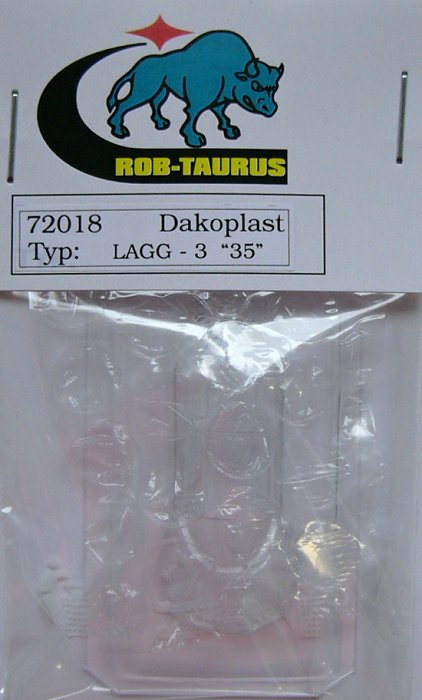 ROB-TAURUS
72018 Dakoplast
Typ: LAGG - 3 “35”